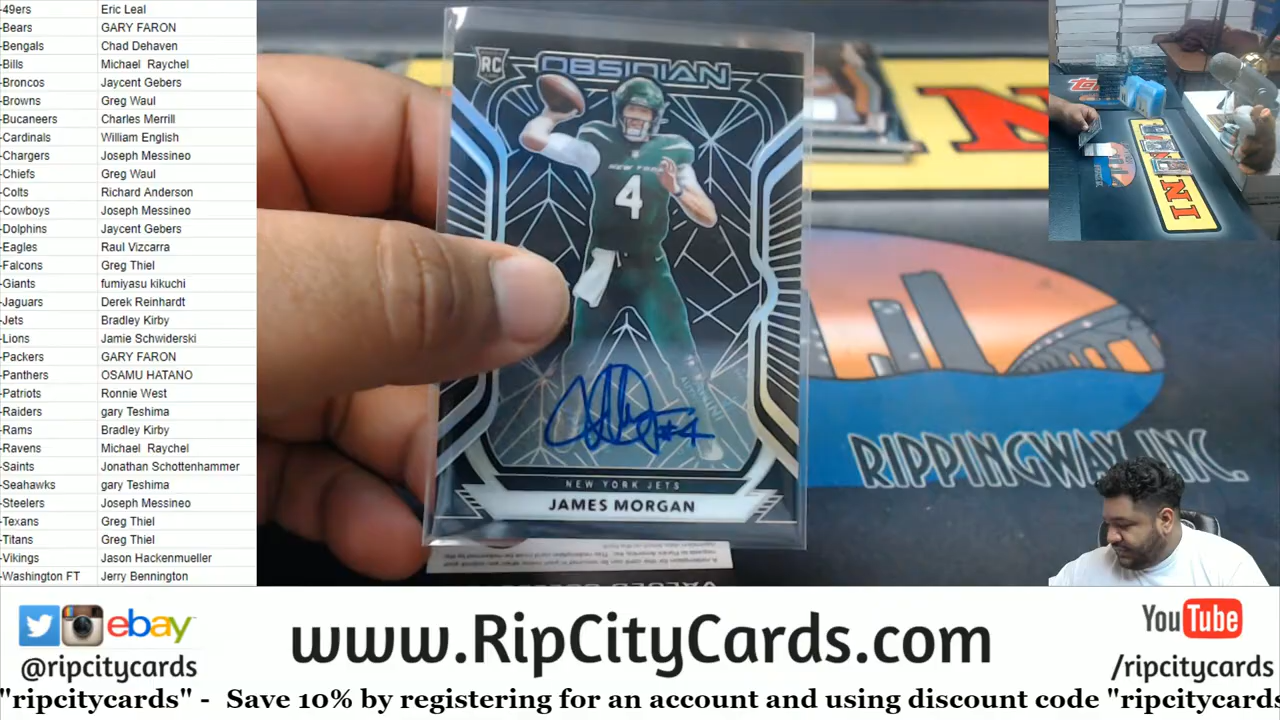 -49ers Eric Leal
-Bears GARY FARON
-Bengals Chad Dehaven
-Bills Michael Raychel
-Broncos Jaycent Gebers
-Browns Greg Waul
-Bucaneers Charles Merrill
-Cardinals William English
-Chargers Joseph Messineo
-Chiefs Greg Waul
-Colts Richard Anderson
-Cowboys Joseph Messineo
-Dolphins Jaycent Gebers
-Eagles Raul Vizcarra
-Falcons Greg Thiel
-Giants fumiyasu kikuchi
-Jaguars Derek Reinhardt
-Jets Bradley Kirby
-Lions Jamie Schwiderski
-Packers GARY FARON
-Panthers OSAMU HATANO
-Patriots Ronnie West
-Raiders gary Teshima
-Rams Bradley Kirby
-Ravens Michael Raychel
-Saints Jonathan Schottenhammer
-Seahawks gary Teshima
-Steelers Joseph Messineo
-Texans Greg Thiel
-Titans Greg Thiel
-Vikings Jason Hackenmueller
-Washington FT Jerry Bennington
RC
OBSIDIAN
NEW YORK
4
#4
NEW YORK JETS
JAMES MORGAN
NI
RIPPINGWAX, INC.
NI
ebay
@ripcitycards
www.RipCityCards.com
YouTube
/ripcitycards
"ripcitycards" - Save 10% by registering for an account and using discount code "ripcitycards